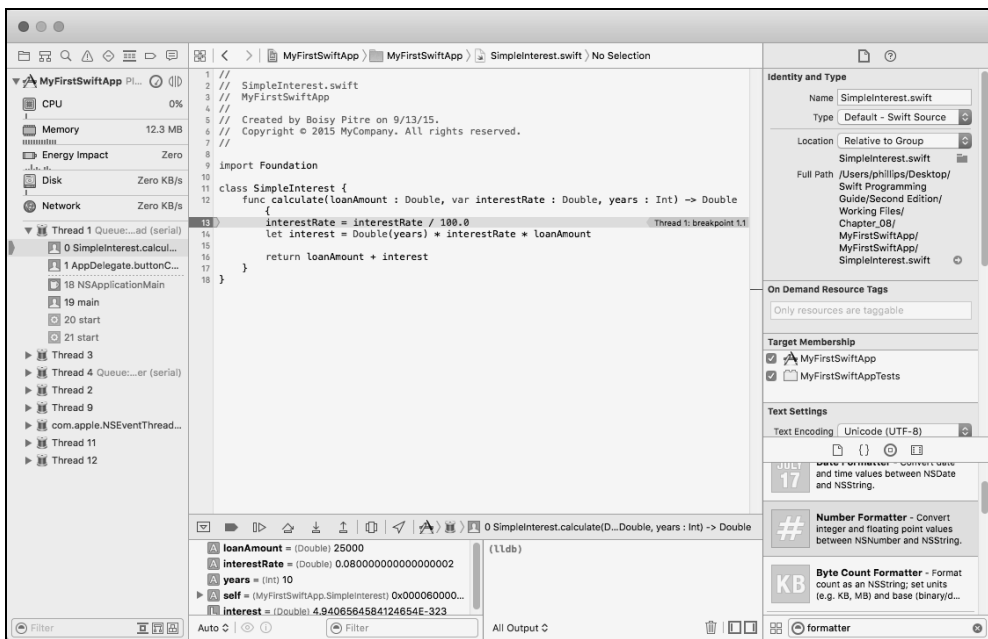 MyFirstSwiftApp 〉 MyFirstSwiftApp 〉 SimpleInterest.swift 〉 No Selection
MyFirstSwiftApp PI...
CPU 0%
Memory 12.3 MB
Energy Impact Zero
Disk Zero KB/s
Network Zero KB/s
Thread 1 Queue:...ad (serial)
0 SimpleInterest.calcul...
1 AppDelegate.buttonC...
18 NSApplicationMain
19 main
20 start
21 start
Thread 3
Thread 4 Queue:...er (serial)
Thread 2
Thread 9
com.apple.NSEventThread...
Thread 11
Thread 12
Filter
1 //
2 //  SimpleInterest.swift
3 //  MyFirstSwiftApp
4 //
5 //  Created by Boisy Pitre on 9/13/15.
6 //  Copyright © 2015 MyCompany. All rights reserved.
7 //
8
9 import Foundation
10
11 class SimpleInterest {
12     func calculate(loanAmount : Double, var interestRate : Double, years : Int) -> Double
{
13         interestRate = interestRate / 100.0 Thread 1: breakpoint 1.1
14         let interest = Double(years) * interestRate * loanAmount
15
16         return loanAmount + interest
17     }
18 }
0 SimpleInterest.calculate(D...Double, years : Int) -> Double
A loanAmount = (Double) 25000
A interestRate = (Double) 0.080000000000000002
A years = (Int) 10
A self = (MyFirstSwiftApp.SimpleInterest) 0x000060000...
L interest = (Double) 4.9406564584124654E-323
Auto Filter
(lldb)
All Output
Identity and Type
Name SimpleInterest.swift
Type Default - Swift Source
Location Relative to Group
SimpleInterest.swift
Full Path /Users/phillips/Desktop/
Swift Programming
Guide/Second Edition/
Working Files/
Chapter_08/
MyFirstSwiftApp/
MyFirstSwiftApp/
SimpleInterest.swift
On Demand Resource Tags
Only resources are taggable
Target Membership
MyFirstSwiftApp
MyFirstSwiftAppTests
Text Settings
Text Encoding Unicode (UTF-8)
JULY
17
Date Formatter - Convert date
and time values between NSDate
and NSString.
#
Number Formatter - Convert
integer and floating point values
between NSNumber and NSString.
KB
Byte Count Formatter - Format
count as an NSString; set units
(e.g. KB, MB) and base (binary/d...
formatter